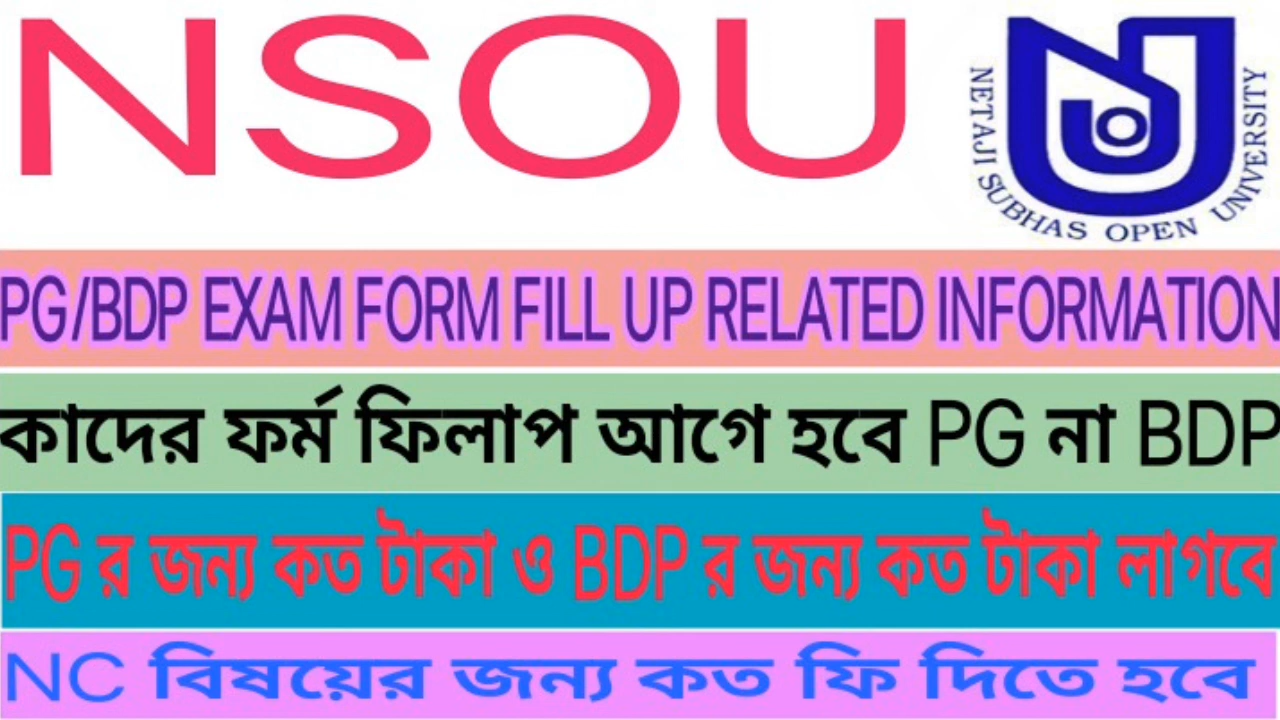 NSOU
NETAJI SUBHAS OPEN UNIVERSITY
PG/BDP EXAM FORM FILL UP RELATED INFORMATION
কাদের ফর্ম ফিলাপ আগে হবে PG না BDP
PG র জন্য কত টাকা ও BDP র জন্য কত টাকা লাগবে
NC বিষয়ের জন্য কত ফি দিতে হবে